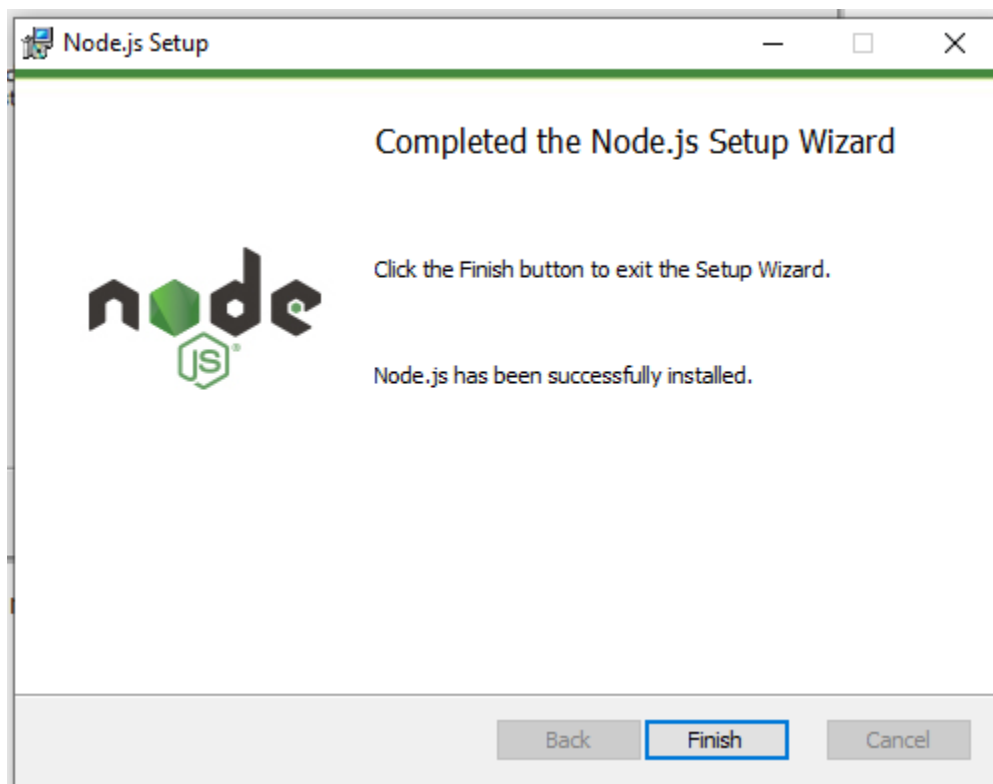 Node.js Setup
Completed the Node.js Setup Wizard
Click the Finish button to exit the Setup Wizard.
node
JS®
Node.js has been successfully installed.
Back
Finish
Cancel